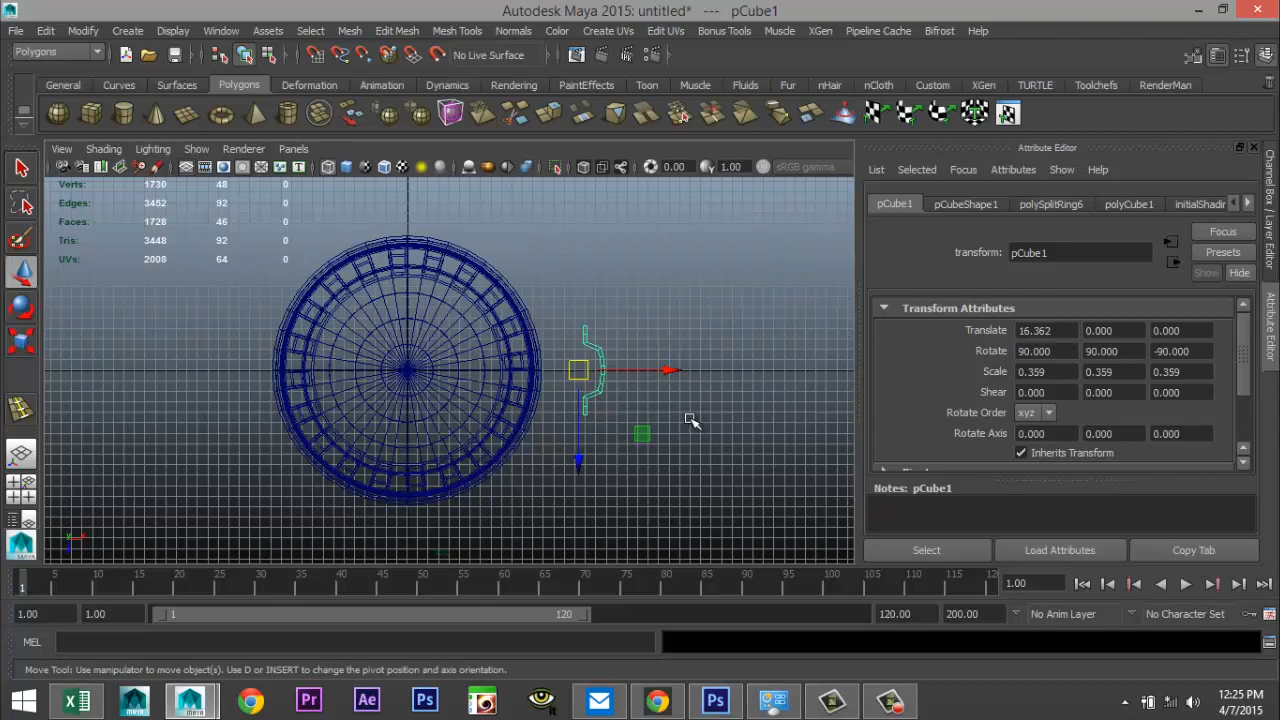 Autodesk Maya 2015: untitled* --- pCube1
File Edit Modify Create Display Window Assets Select Mesh Edit Mesh Mesh Tools Normals Color Create UVs Edit UVs Bonus Tools Muscle XGen Pipeline Cache Bifrost Help
Polygons No Live Surface
General Curves Surfaces Polygons Deformation Animation Dynamics Rendering PaintEffects Toon Muscle Fluids Fur nHair nCloth Custom XGen TURTLE Toolchefs RenderMan
View Shading Lighting Show Renderer Panels
Attribute Editor
0.00 1.00 sRGB gamma
List Selected Focus Attributes Show Help
Verts: 1730 48 0
Edges: 3452 92 0
Faces: 1728 46 0
Tris: 3448 92 0
UVs: 2008 64 0
pCube1 pCubeShape1 polySplitRing6 polyCube1 initialShadir
Focus
transform: pCube1 Presets
Show Hide
Transform Attributes
Translate 16.362 0.000 0.000
Rotate 90.000 90.000 -90.000
Scale 0.359 0.359 0.359
Shear 0.000 0.000 0.000
Rotate Order xyz
Rotate Axis 0.000 0.000 0.000
Inherits Transform
Notes: pCube1
Select Load Attributes Copy Tab
Channel Box / Layer Editor
Attribute Editor
1 5 10 15 20 25 30 35 40 45 50 55 60 65 70 75 80 85 90 95 100 105 110 115 12 1.00
1.00 1.00 1 120 120.00 200.00 No Anim Layer No Character Set
MEL
Move Tool: Use manipulator to move object(s). Use D or INSERT to change the pivot position and axis orientation.
MAYA
Pr Ae Ps Ps
12:25 PM
4/7/2015